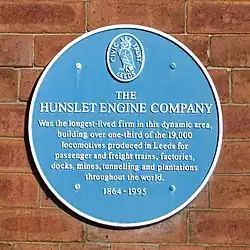 CIVIC TRUST
LEEDS
THE
HUNSLET ENGINE COMPANY
Was the longest-lived firm in this dynamic area,
building over one-third of the 19,000
locomotives produced in Leeds for
passenger and freight trains, factories,
docks, mines, tunnelling and plantations
throughout the world.
1864-1995